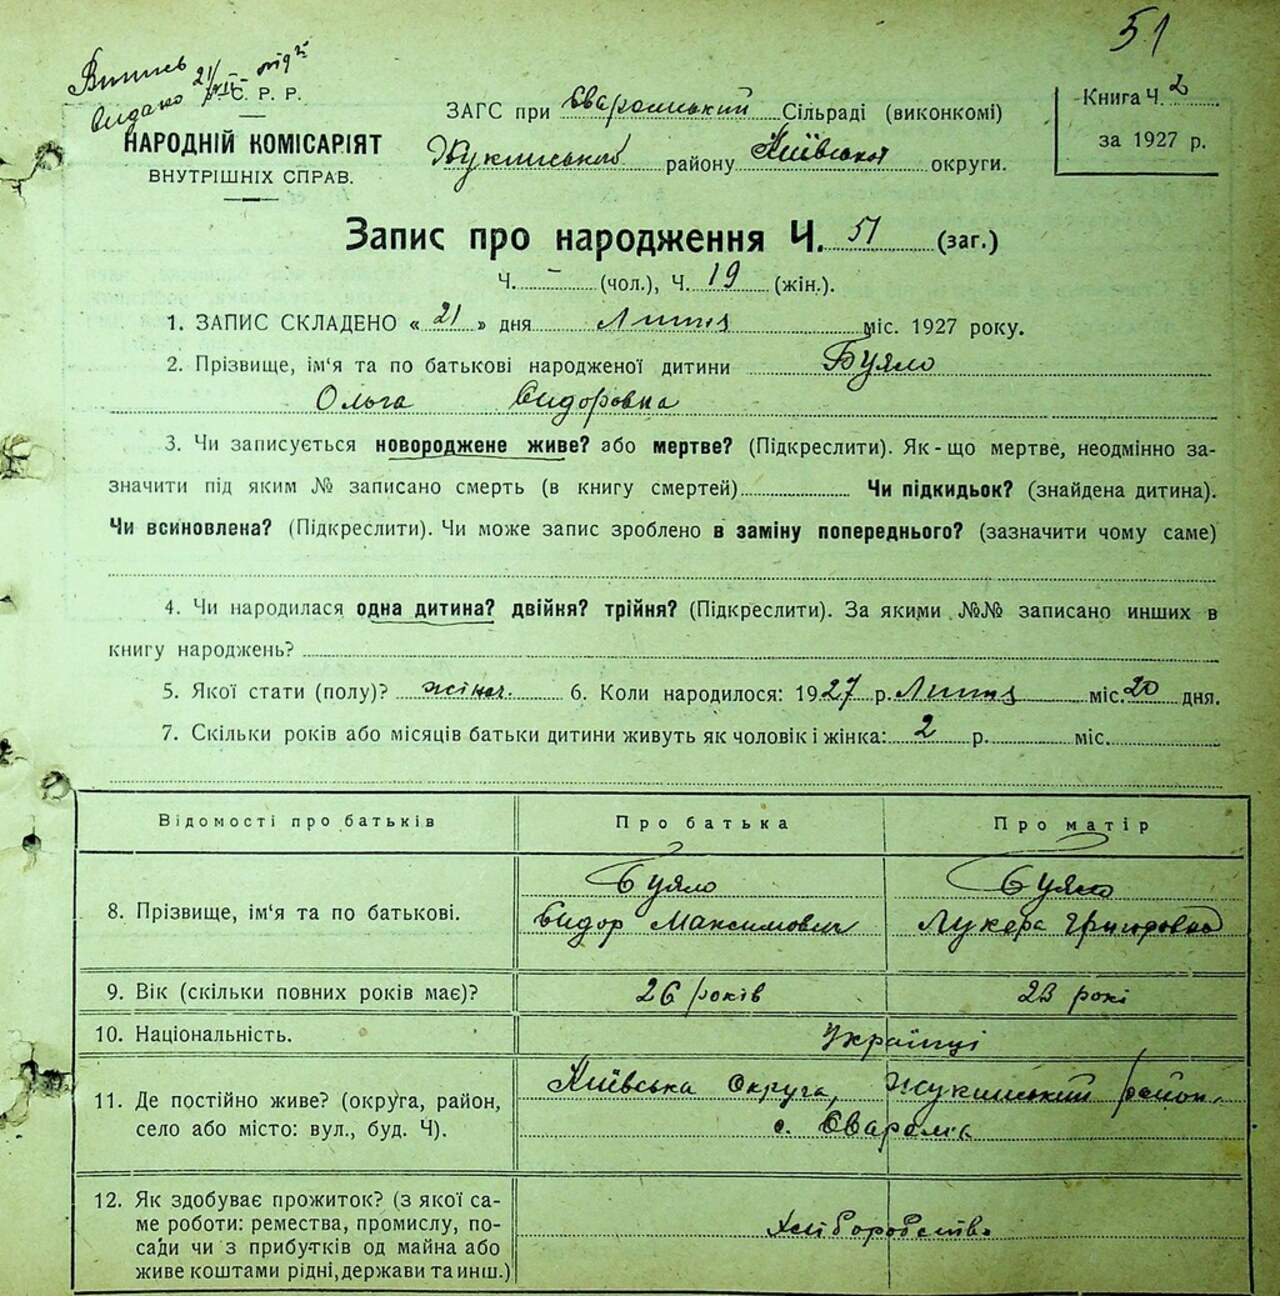 51
Витяг
видано 21/XII
У. С. Р. Р.
НАРОДНІЙ КОМІСАРІЯТ
ВНУТРІШНІХ СПРАВ.
ЗАГС при Євароміський Сільраді (виконкомі)
Жукинського району Київської округи.
Книга Ч. 2
за 1927 р.
Запис про народження Ч. 51 (заг.)
Ч. – (чол.), Ч. 19 (жін.).
1. ЗАПИС СКЛАДЕНО « 21 » дня Липня міс. 1927 року.
2. Прізвище, ім'я та по батькові народженої дитини Буяло
Ольга Сидоровна
3. Чи записується новороджене живе? або мертве? (Підкреслити). Як-що мертве, неодмінно за-
значити під яким № записано смерть (в книгу смертей) Чи підкидьок? (знайдена дитина).
Чи всиновлена? (Підкреслити). Чи може запис зроблено в заміну попереднього? (зазначити чому саме)
4. Чи народилася одна дитина? двійня? трійня? (Підкреслити). За якими №№ записано инших в
книгу народжень?
5. Якої стати (полу)? жіноч. 6. Коли народилося: 1927 р. Липня міс. 20 дня.
7. Скільки років або місяців батьки дитини живуть як чоловік і жінка: 2 р. міс.
Відомості про батьків Про батька Про матір
8. Прізвище, ім'я та по батькові. Буяло Буяло
Сидор Максимович Лукера Григоровна
9. Вік (скільки повних років має)? 26 років 23 рокі
10. Національність. Українці
11. Де постійно живе? (округа, район, Київська Округа, Жукинський район,
село або місто: вул., буд. Ч). с. Єваромка
12. Як здобуває прожиток? (з якої са-
ме роботи: ремества, промислу, по- Хліборобство
сади чи з прибутків од майна або
живе коштами рідні, держави та инш.)